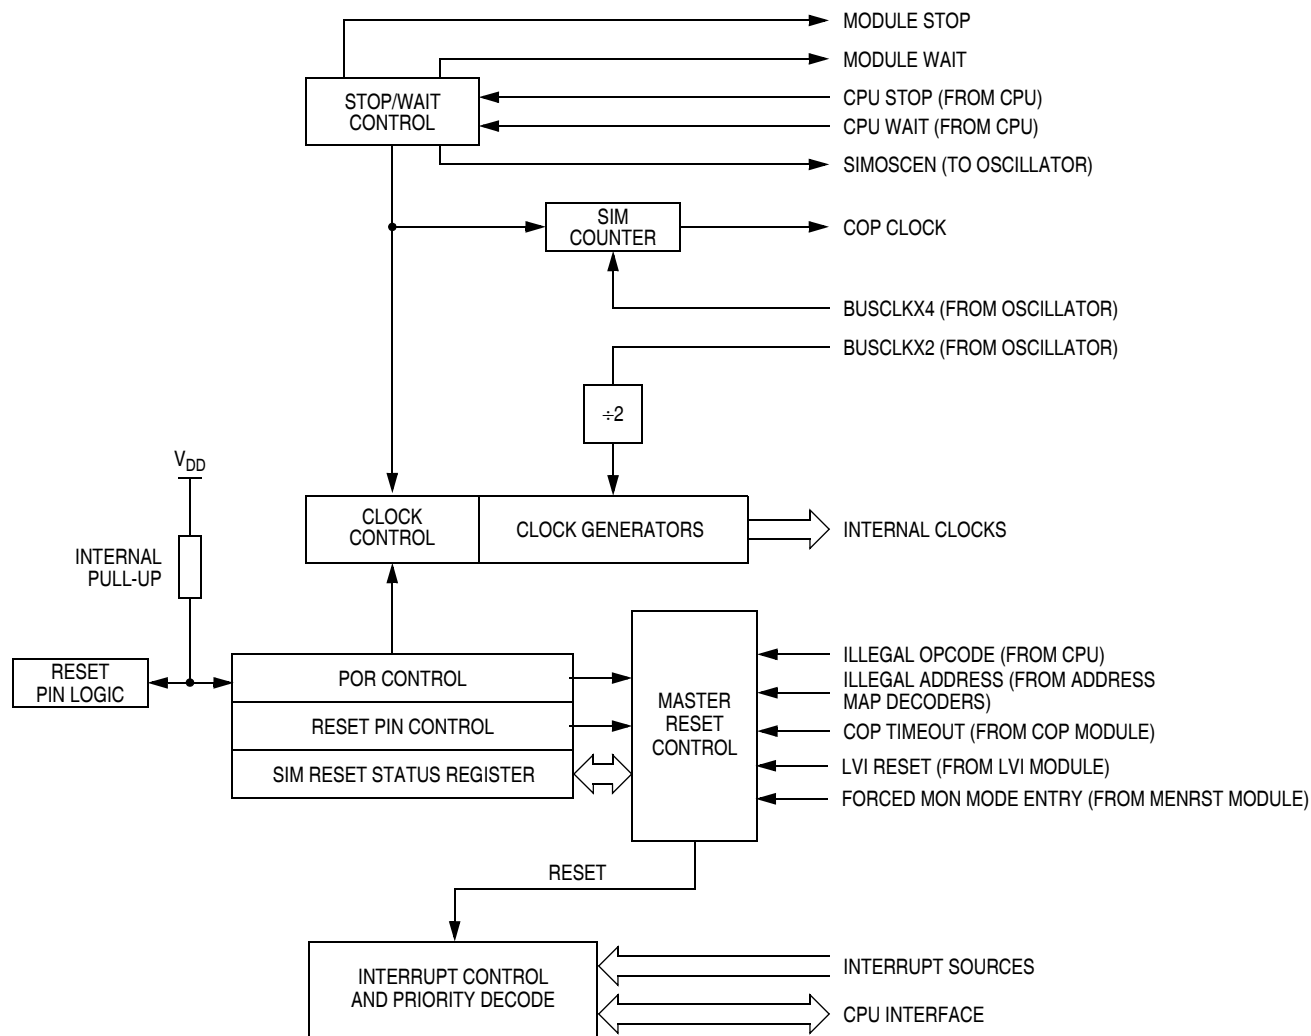 MODULE STOP
MODULE WAIT
STOP/WAIT
CONTROL
CPU STOP (FROM CPU)
CPU WAIT (FROM CPU)
SIMOSCEN (TO OSCILLATOR)
SIM
COUNTER
COP CLOCK
BUSCLKX4 (FROM OSCILLATOR)
BUSCLKX2 (FROM OSCILLATOR)
÷2
VDD
CLOCK
CONTROL
CLOCK GENERATORS
INTERNAL CLOCKS
INTERNAL
PULL-UP
RESET
PIN LOGIC
POR CONTROL
RESET PIN CONTROL
SIM RESET STATUS REGISTER
MASTER
RESET
CONTROL
ILLEGAL OPCODE (FROM CPU)
ILLEGAL ADDRESS (FROM ADDRESS
MAP DECODERS)
COP TIMEOUT (FROM COP MODULE)
LVI RESET (FROM LVI MODULE)
FORCED MON MODE ENTRY (FROM MENRST MODULE)
RESET
INTERRUPT CONTROL
AND PRIORITY DECODE
INTERRUPT SOURCES
CPU INTERFACE